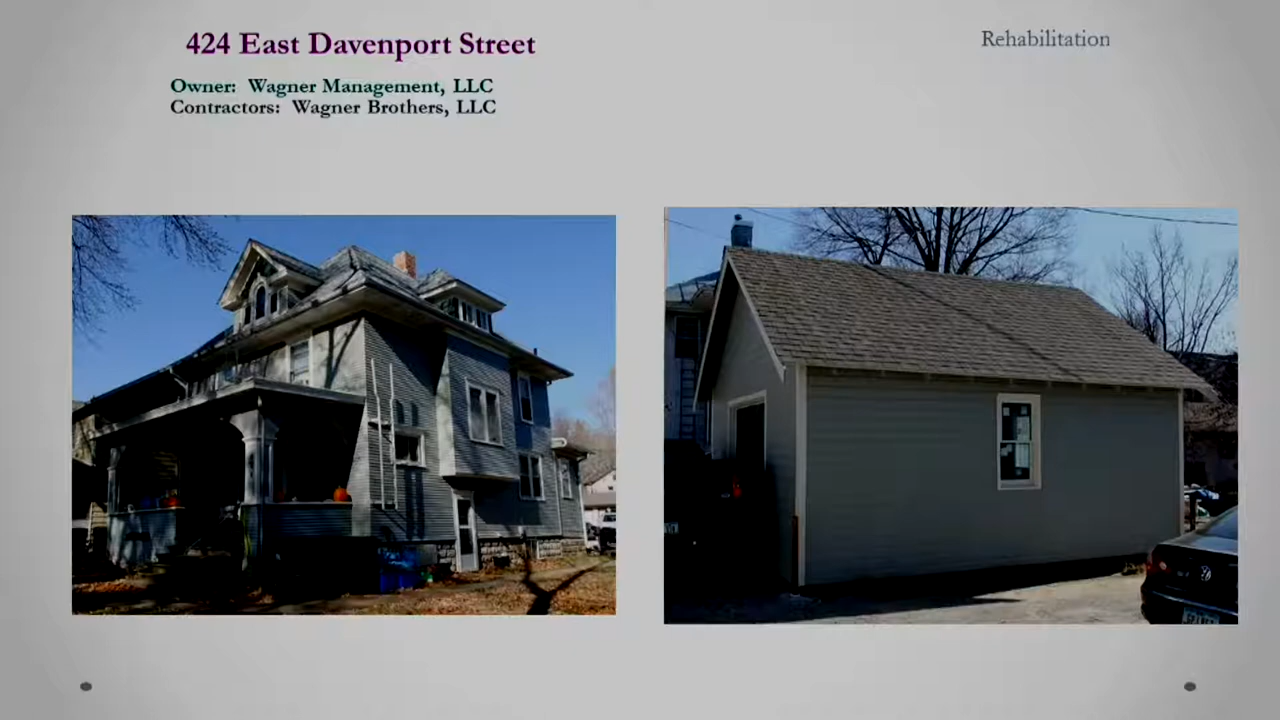 424 East Davenport Street
Rehabilitation
Owner: Wagner Management, LLC
Contractors: Wagner Brothers, LLC